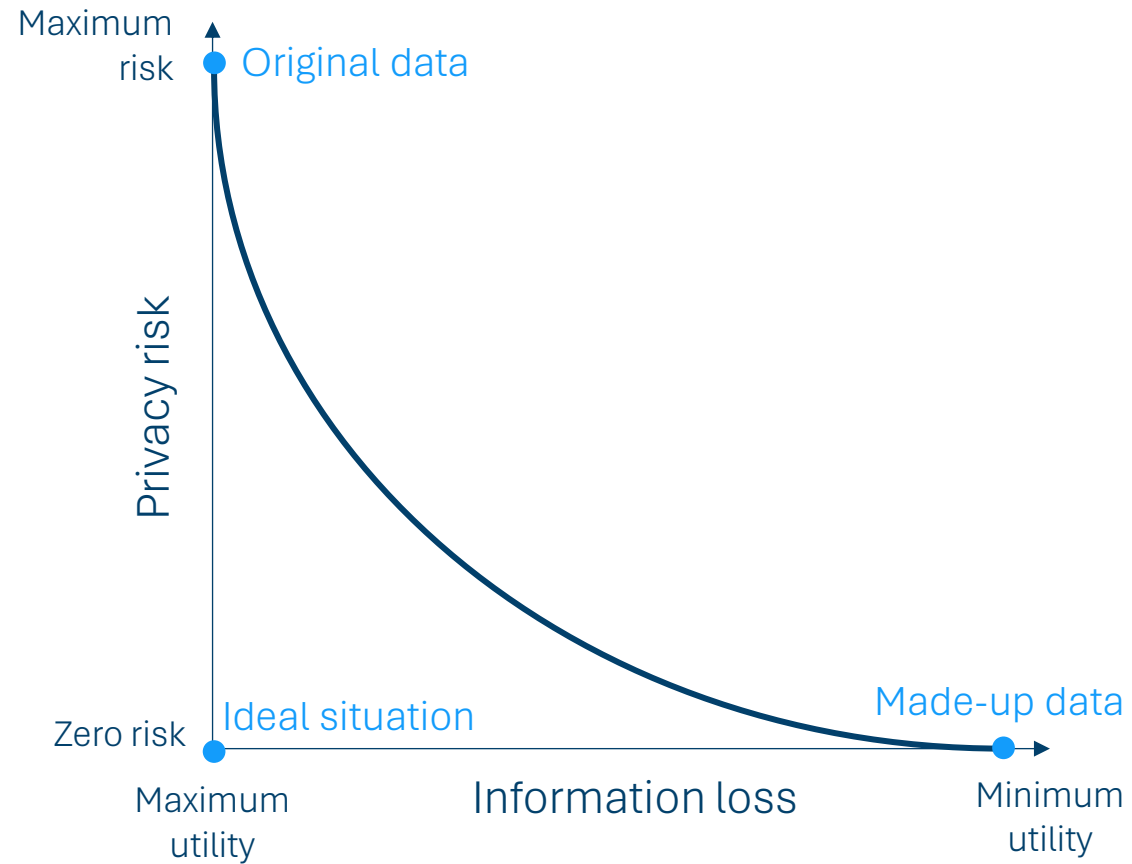 Maximum
risk
Original data
Privacy risk
Ideal situation
Zero risk
Made-up data
Maximum
utility
Information loss
Minimum
utility